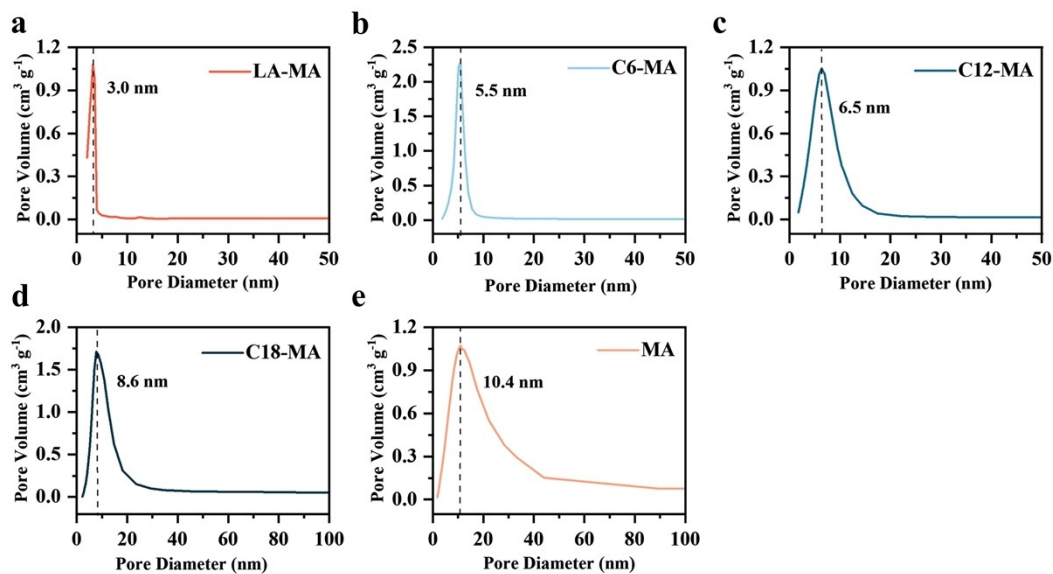 a
LA-MA
3.0 nm
Pore Volume (cm³ g⁻¹)
1.2
0.9
0.6
0.3
0.0
0 10 20 30 40 50
Pore Diameter (nm)
b
C6-MA
5.5 nm
Pore Volume (cm³ g⁻¹)
2.5
2.0
1.5
1.0
0.5
0.0
0 10 20 30 40 50
Pore Diameter (nm)
c
C12-MA
6.5 nm
Pore Volume (cm³ g⁻¹)
1.2
0.9
0.6
0.3
0.0
0 10 20 30 40 50
Pore Diameter (nm)
d
C18-MA
8.6 nm
Pore Volume (cm³ g⁻¹)
2.0
1.5
1.0
0.5
0.0
0 20 40 60 80 100
Pore Diameter (nm)
e
MA
10.4 nm
Pore Volume (cm³ g⁻¹)
1.2
0.9
0.6
0.3
0.0
0 20 40 60 80 100
Pore Diameter (nm)